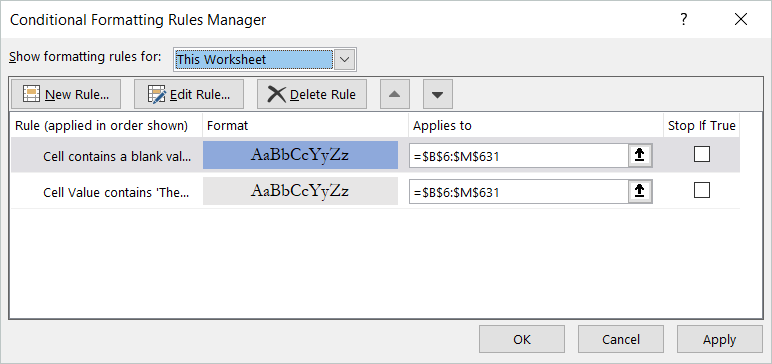 Conditional Formatting Rules Manager ?
Show formatting rules for: This Worksheet
New Rule... Edit Rule... Delete Rule
Rule (applied in order shown) Format Applies to Stop If True
Cell contains a blank val... AaBbCcYyZz =$B$6:$M$631
Cell Value contains 'The... AaBbCcYyZz =$B$6:$M$631
OK Cancel Apply